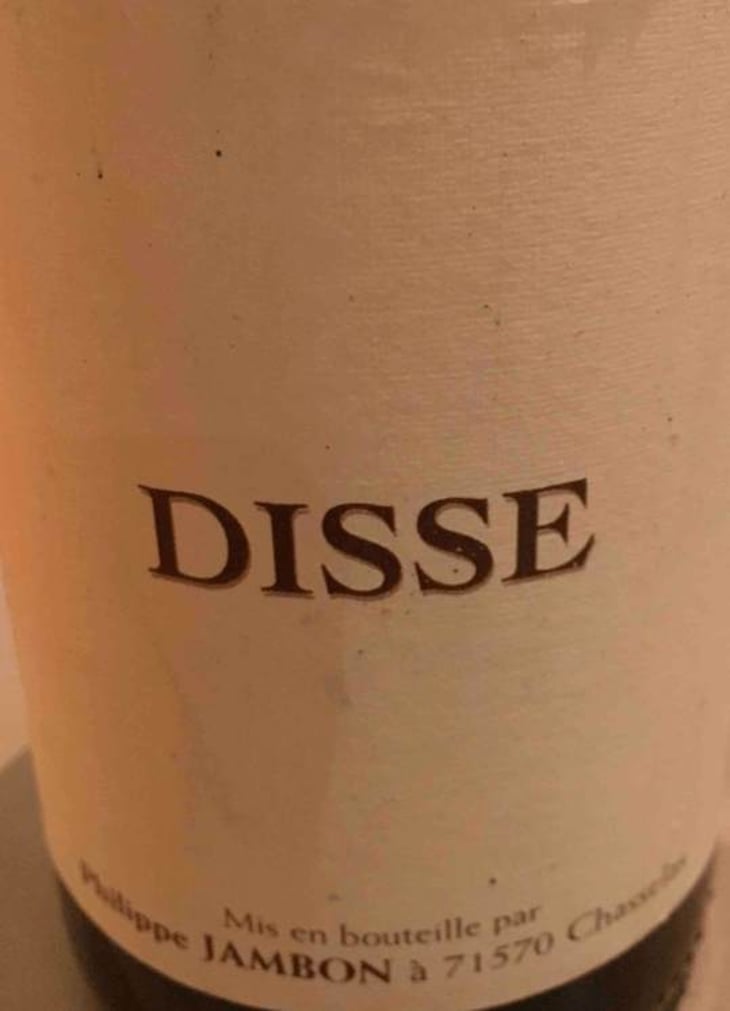 DISSE
Mis en bouteille par
Philippe JAMBON à 71570 Chasselas